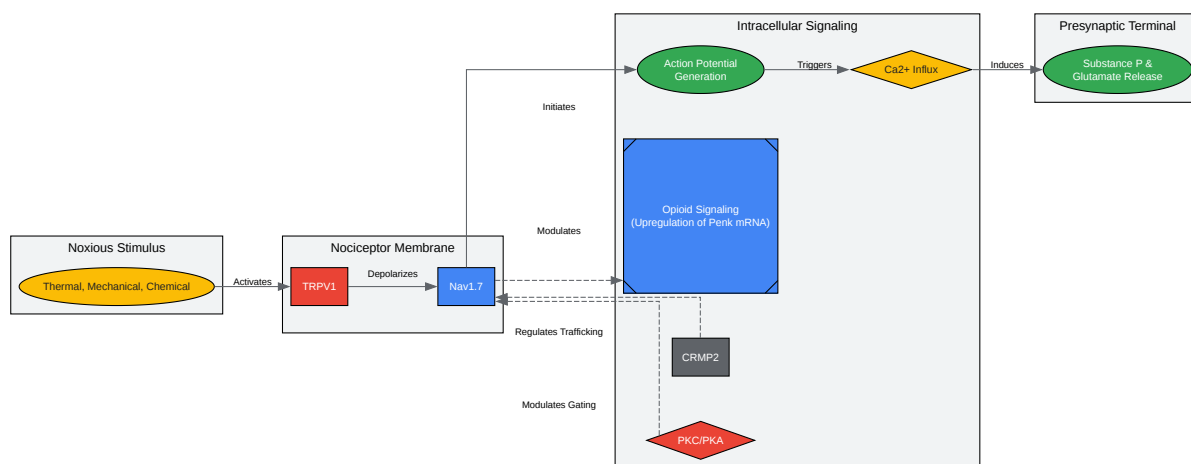 Intracellular Signaling
Presynaptic Terminal
Action Potential
Generation
Triggers
Ca2+ Influx
Induces
Substance P &
Glutamate Release
Initiates
Opioid Signaling
(Upregulation of Penk mRNA)
Modulates
Noxious Stimulus
Nociceptor Membrane
Thermal, Mechanical, Chemical
Activates
TRPV1
Depolarizes
Nav1.7
Regulates Trafficking
CRMP2
Modulates Gating
PKC/PKA